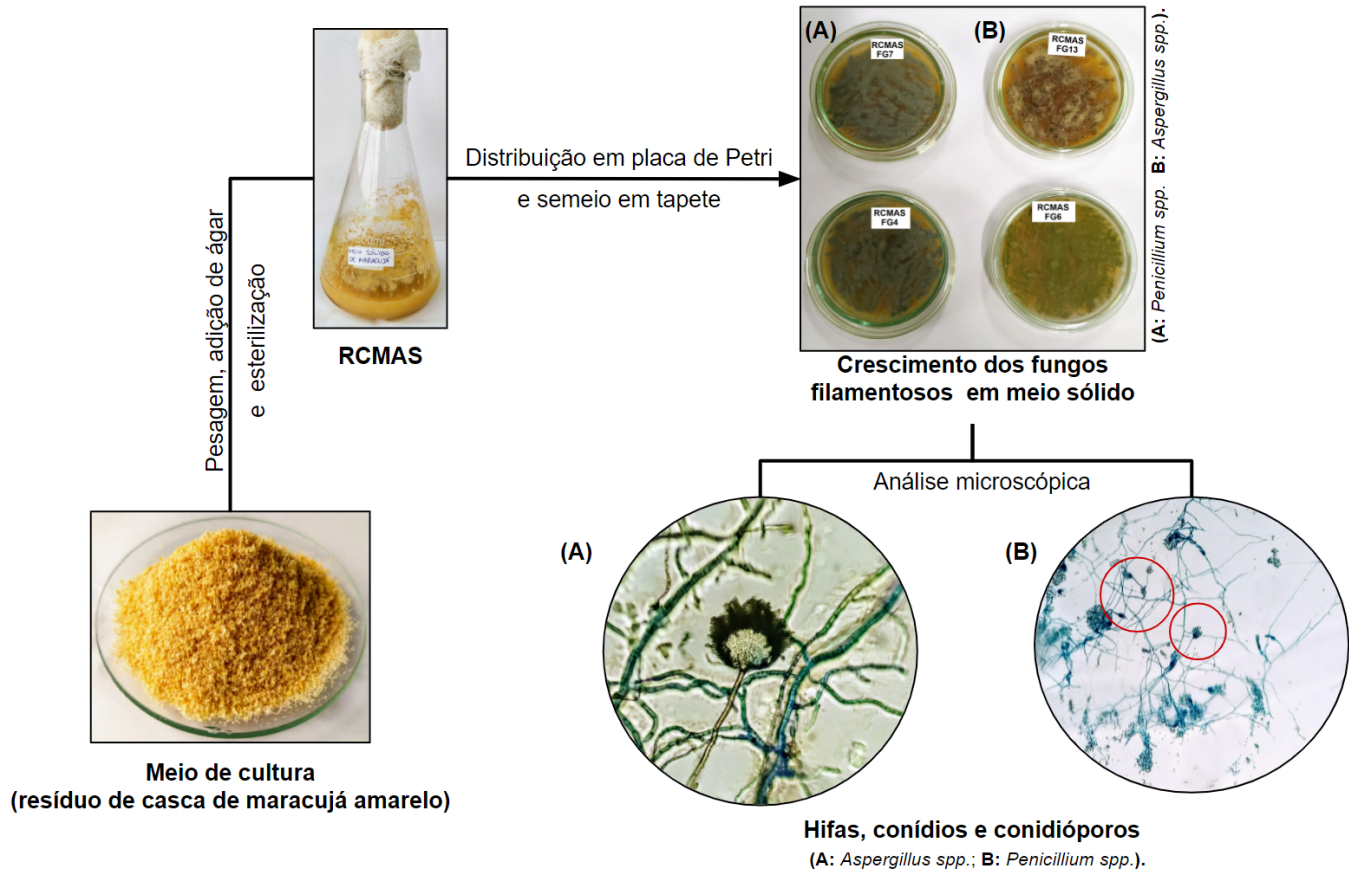 (A)
RCMAS
FG7
(B)
RCMAS
FG13
RCMAS
FG4
RCMAS
FG6
(A: Penicillium spp. B: Aspergillus spp.).
Distribuição em placa de Petri
e semeio em tapete
MEIO SÓLIDO
DE MARACUJÁ
RCMAS
Pesagem, adição de ágar
e esterilização
Crescimento dos fungos
filamentosos em meio sólido
Análise microscópica
(A)
(B)
Meio de cultura
(resíduo de casca de maracujá amarelo)
Hifas, conídios e conidióporos
(A: Aspergillus spp.; B: Penicillium spp.).